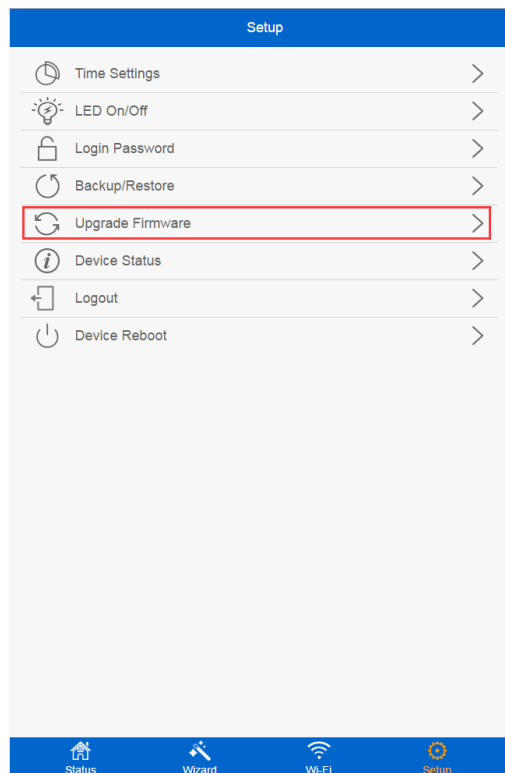 Setup
Time Settings
LED On/Off
Login Password
Backup/Restore
Upgrade Firmware
Device Status
Logout
Device Reboot
Status Wizard Wi-Fi Setup